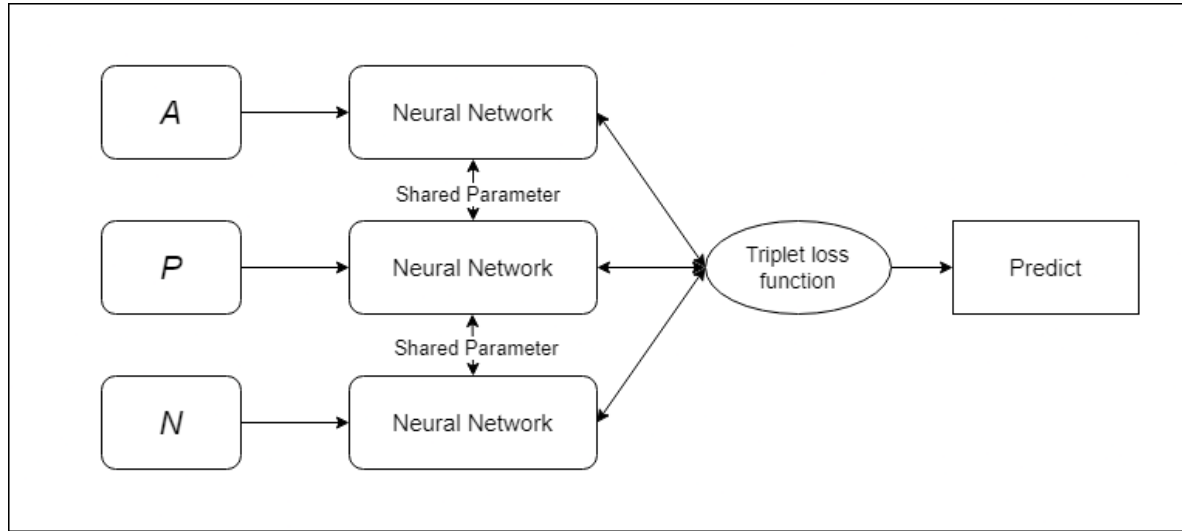 A
Neural Network
Shared Parameter
P
Neural Network
Triplet loss
function
Predict
Shared Parameter
N
Neural Network